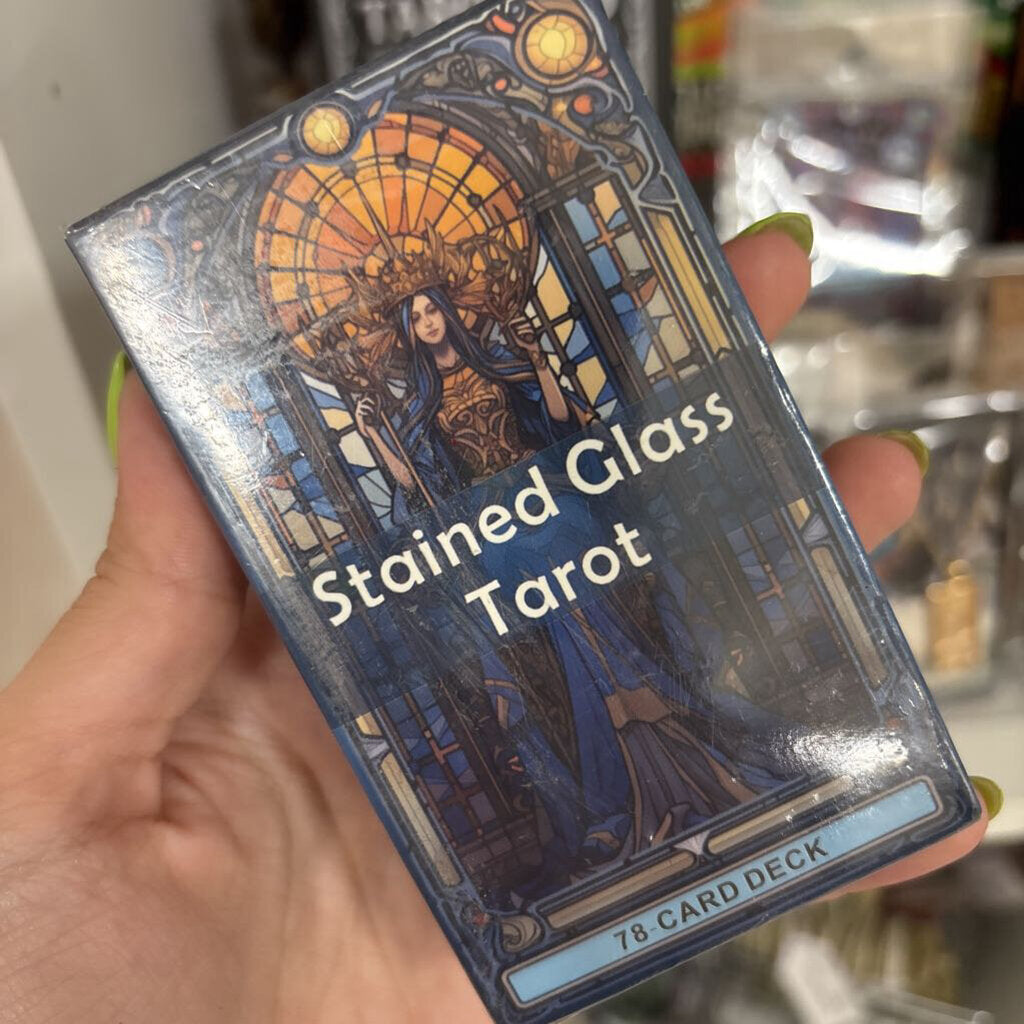 Stained Glass
Tarot
78-CARD DECK